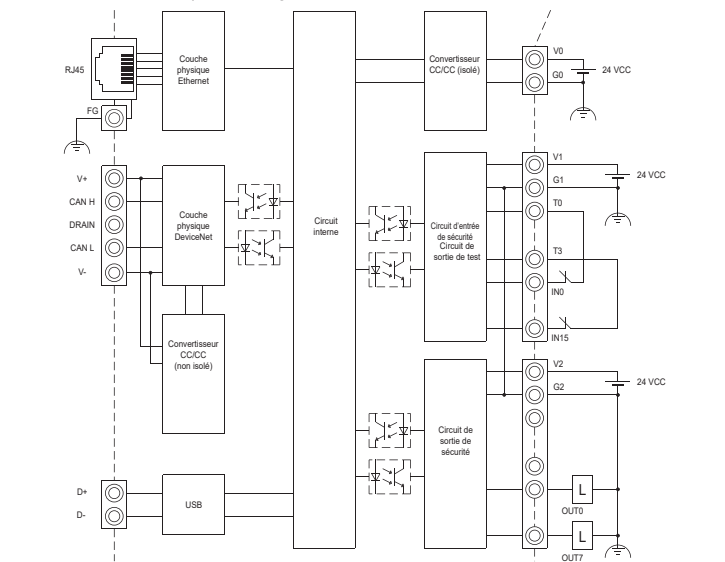 RJ45
Couche
physique
Ethernet
FG
V+
CAN H
DRAIN
CAN L
V-
Couche
physique
DeviceNet
Convertisseur
CC/CC
(non isolé)
D+
D-
USB
Circuit
interne
Convertisseur
CC/CC (isolé)
V0
G0
24 VCC
Circuit d'entrée
de sécurité
Circuit de
sortie de test
V1
G1
T0
T3
IN0
IN15
24 VCC
Circuit de
sortie de
sécurité
V2
G2
24 VCC
L
OUT0
L
OUT7